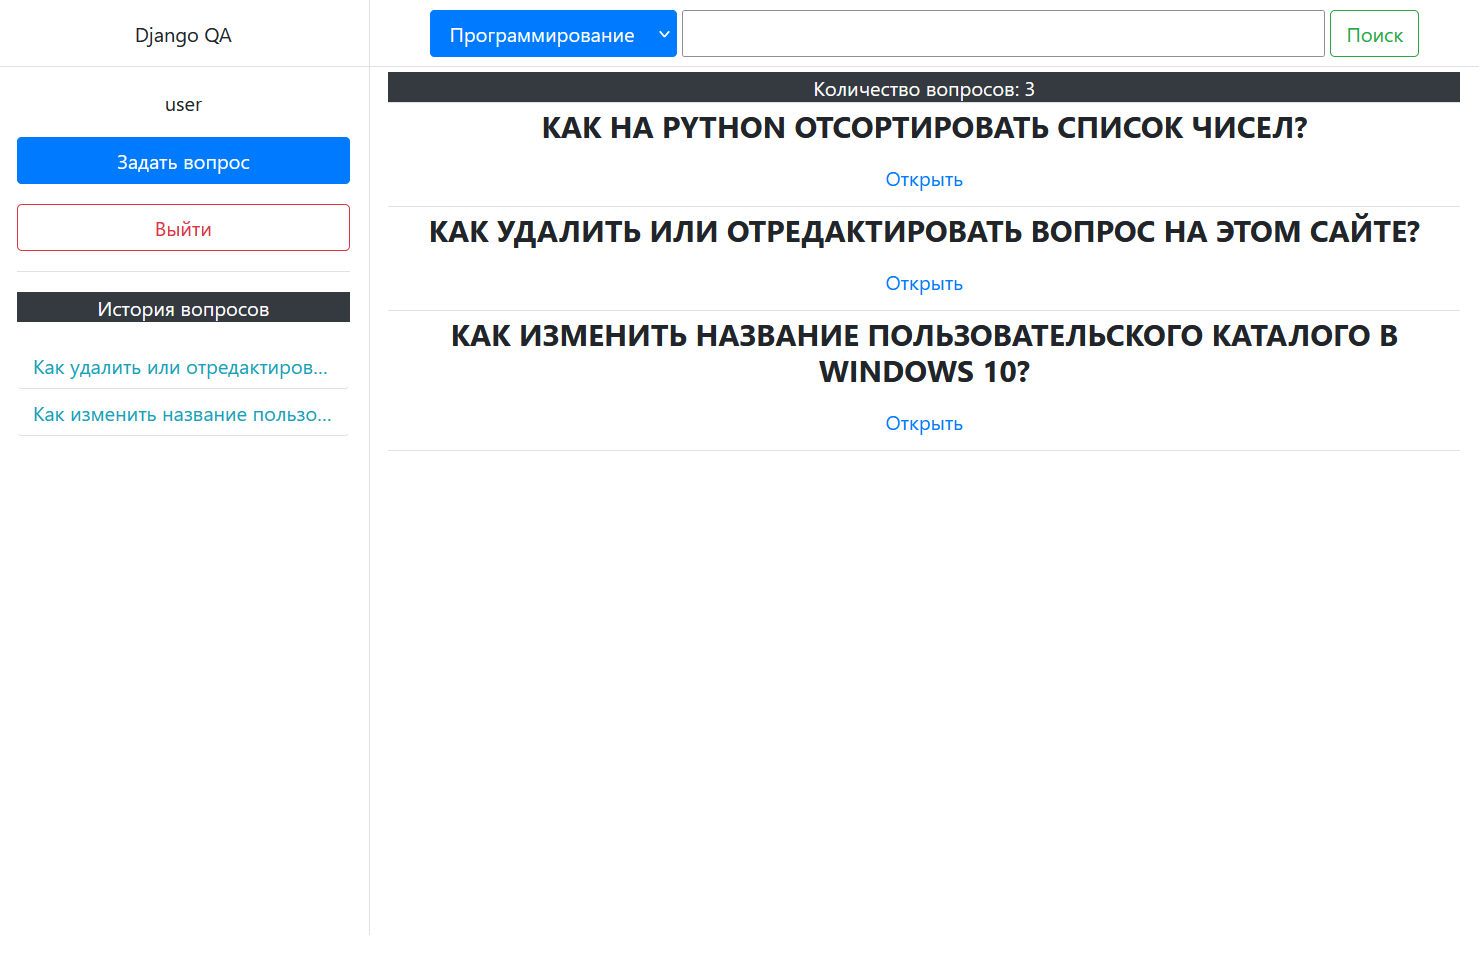 Django QA
Программирование
Поиск
user
Задать вопрос
Выйти
История вопросов
Как удалить или отредактиров...
Как изменить название пользо...
Количество вопросов: 3
КАК НА PYTHON ОТСОРТИРОВАТЬ СПИСОК ЧИСЕЛ?
Открыть
КАК УДАЛИТЬ ИЛИ ОТРЕДАКТИРОВАТЬ ВОПРОС НА ЭТОМ САЙТЕ?
Открыть
КАК ИЗМЕНИТЬ НАЗВАНИЕ ПОЛЬЗОВАТЕЛЬСКОГО КАТАЛОГО В
WINDOWS 10?
Открыть